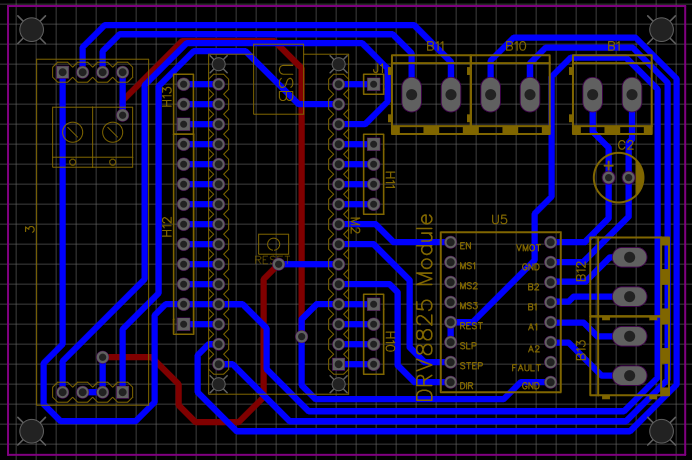 B11
B10
B1
J1
USB
H13
C2
+
H11
3
H12
M2
DRV8825 Module
U5
EN
VMOT
MS1
GND
B12
MS2
B2
MS3
B1
REST
A1
SLP
A2
STEP
FAULT
DIR
GND
B13
H10